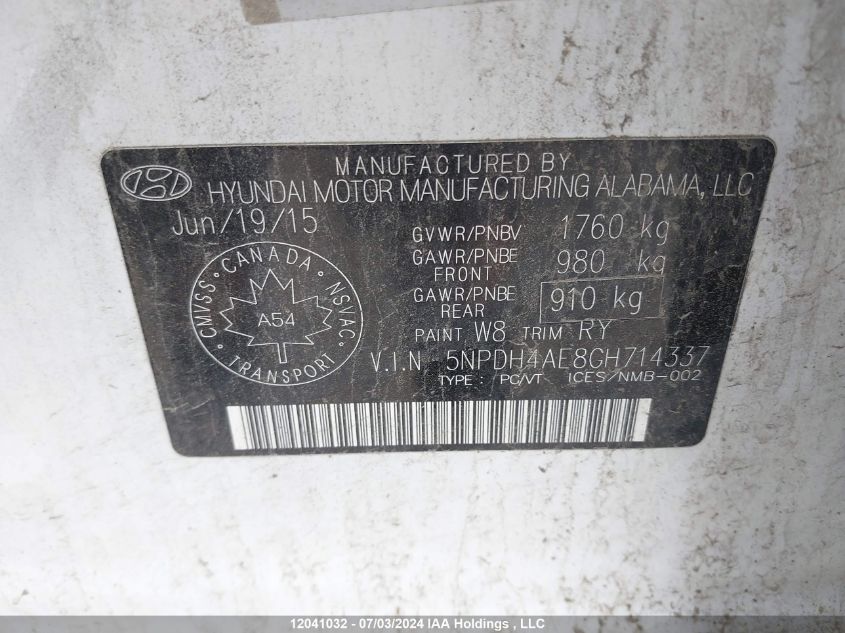 MANUFACTURED BY
HYUNDAI MOTOR MANUFACTURING ALABAMA, LLC
Jun/19/15
GVWR/PNBV 1760 kg
GAWR/PNBE FRONT 980 kg
GAWR/PNBE REAR 910 kg
PAINT W8 TRIM RY
V.I.N 5NPDH4AE8GH714337
TYPE : PC/VT ICES/NMB-002
CMVSS · CANADA · NSVAC
A54
TRANSPORT
12041032 - 07/03/2024 IAA Holdings , LLC